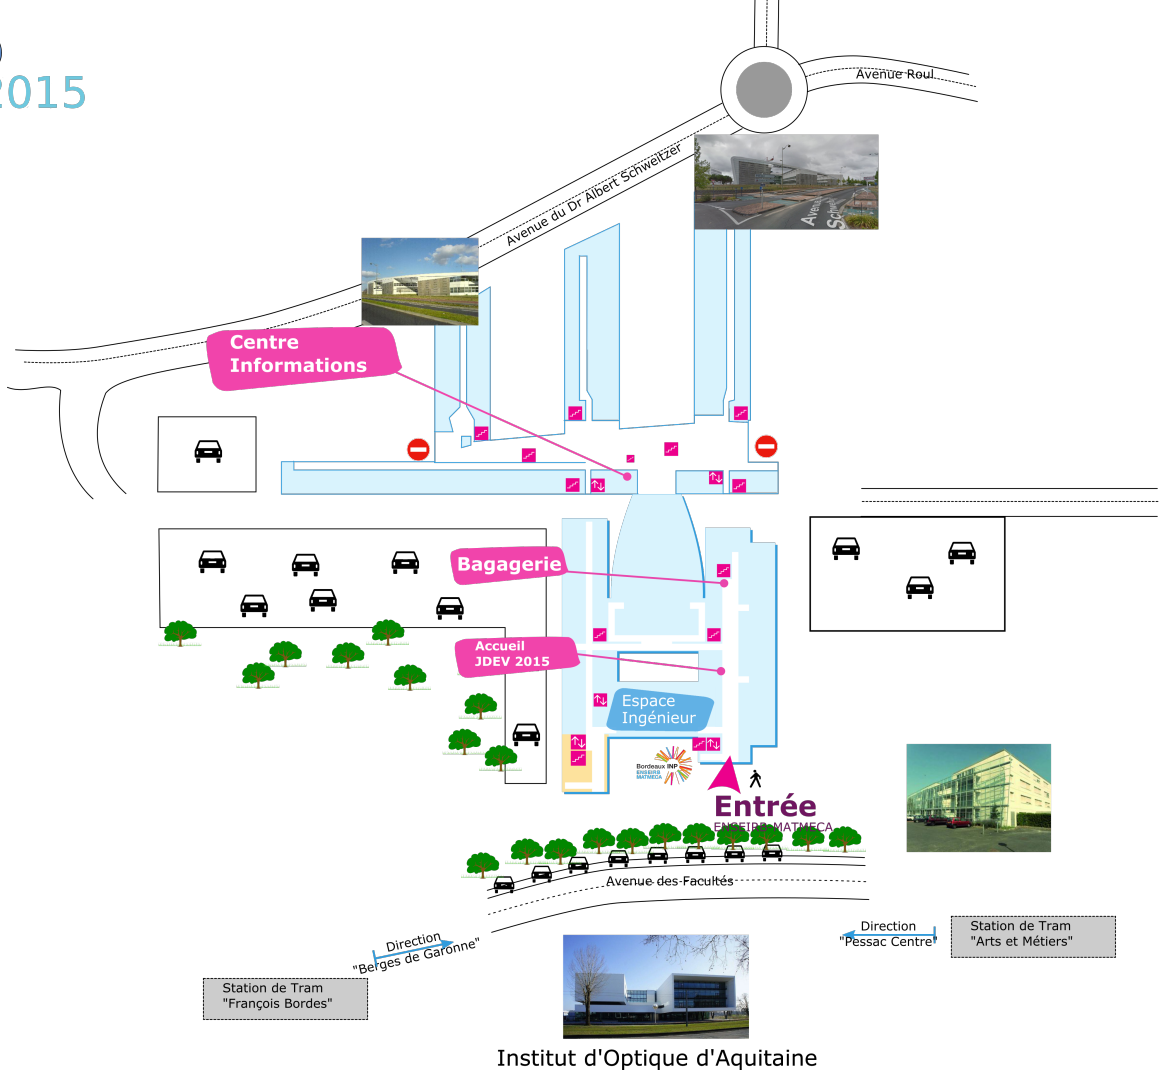 2015
Avenue Roul
Avenue du Dr Albert Schweitzer
Avenue
Centre
Informations
Bagagerie
Accueil
JDEV 2015
Espace
Ingénieur
Bordeaux INP
ENSEIRB
MATMECA
Entrée
ENSEIRB-MATMECA
Avenue des Facultés
Direction
"Berges de Garonne"
Direction
"Pessac Centre"
Station de Tram
"Arts et Métiers"
Station de Tram
"François Bordes"
Institut d'Optique d'Aquitaine